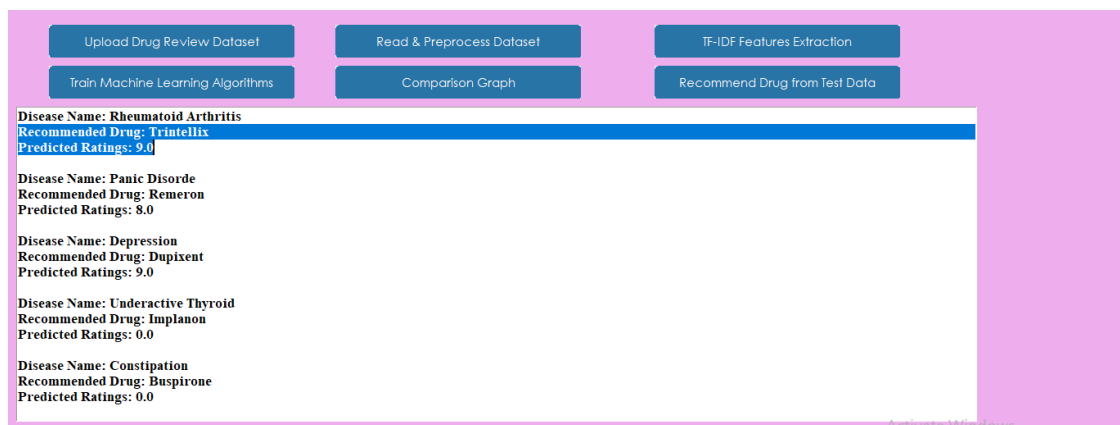 Upload Drug Review Dataset
Read & Preprocess Dataset
TF-IDF Features Extraction
Train Machine Learning Algorithms
Comparison Graph
Recommend Drug from Test Data
Disease Name: Rheumatoid Arthritis
Recommended Drug: Trintellix
Predicted Ratings: 9.0
Disease Name: Panic Disorde
Recommended Drug: Remeron
Predicted Ratings: 8.0
Disease Name: Depression
Recommended Drug: Dupixent
Predicted Ratings: 9.0
Disease Name: Underactive Thyroid
Recommended Drug: Implanon
Predicted Ratings: 0.0
Disease Name: Constipation
Recommended Drug: Buspirone
Predicted Ratings: 0.0